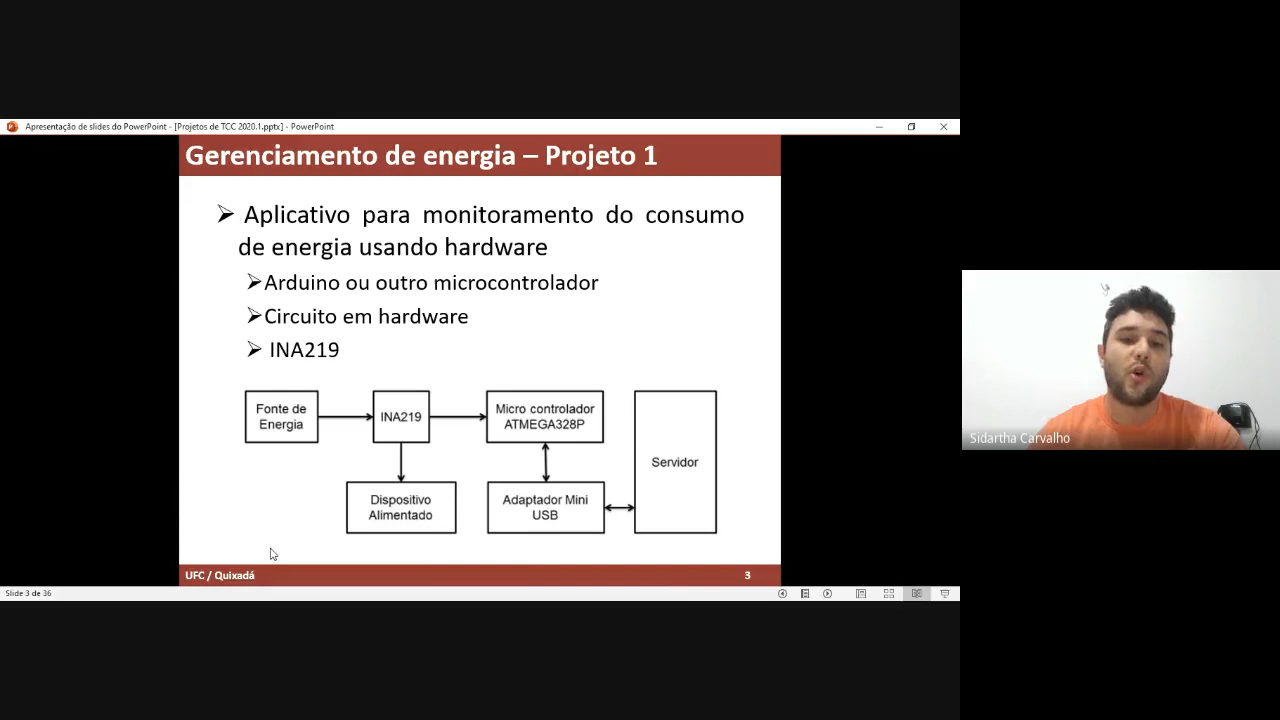 Apresentação de slides do PowerPoint - [Projetos de TCC 2020.1.pptx] - PowerPoint
Gerenciamento de energia – Projeto 1
Aplicativo para monitoramento do consumo
de energia usando hardware
Arduino ou outro microcontrolador
Circuito em hardware
INA219
Fonte de
Energia
INA219
Micro controlador
ATMEGA328P
Servidor
Dispositivo
Alimentado
Adaptador Mini
USB
Sidartha Carvalho
UFC / Quixadá
3
Slide 3 de 36